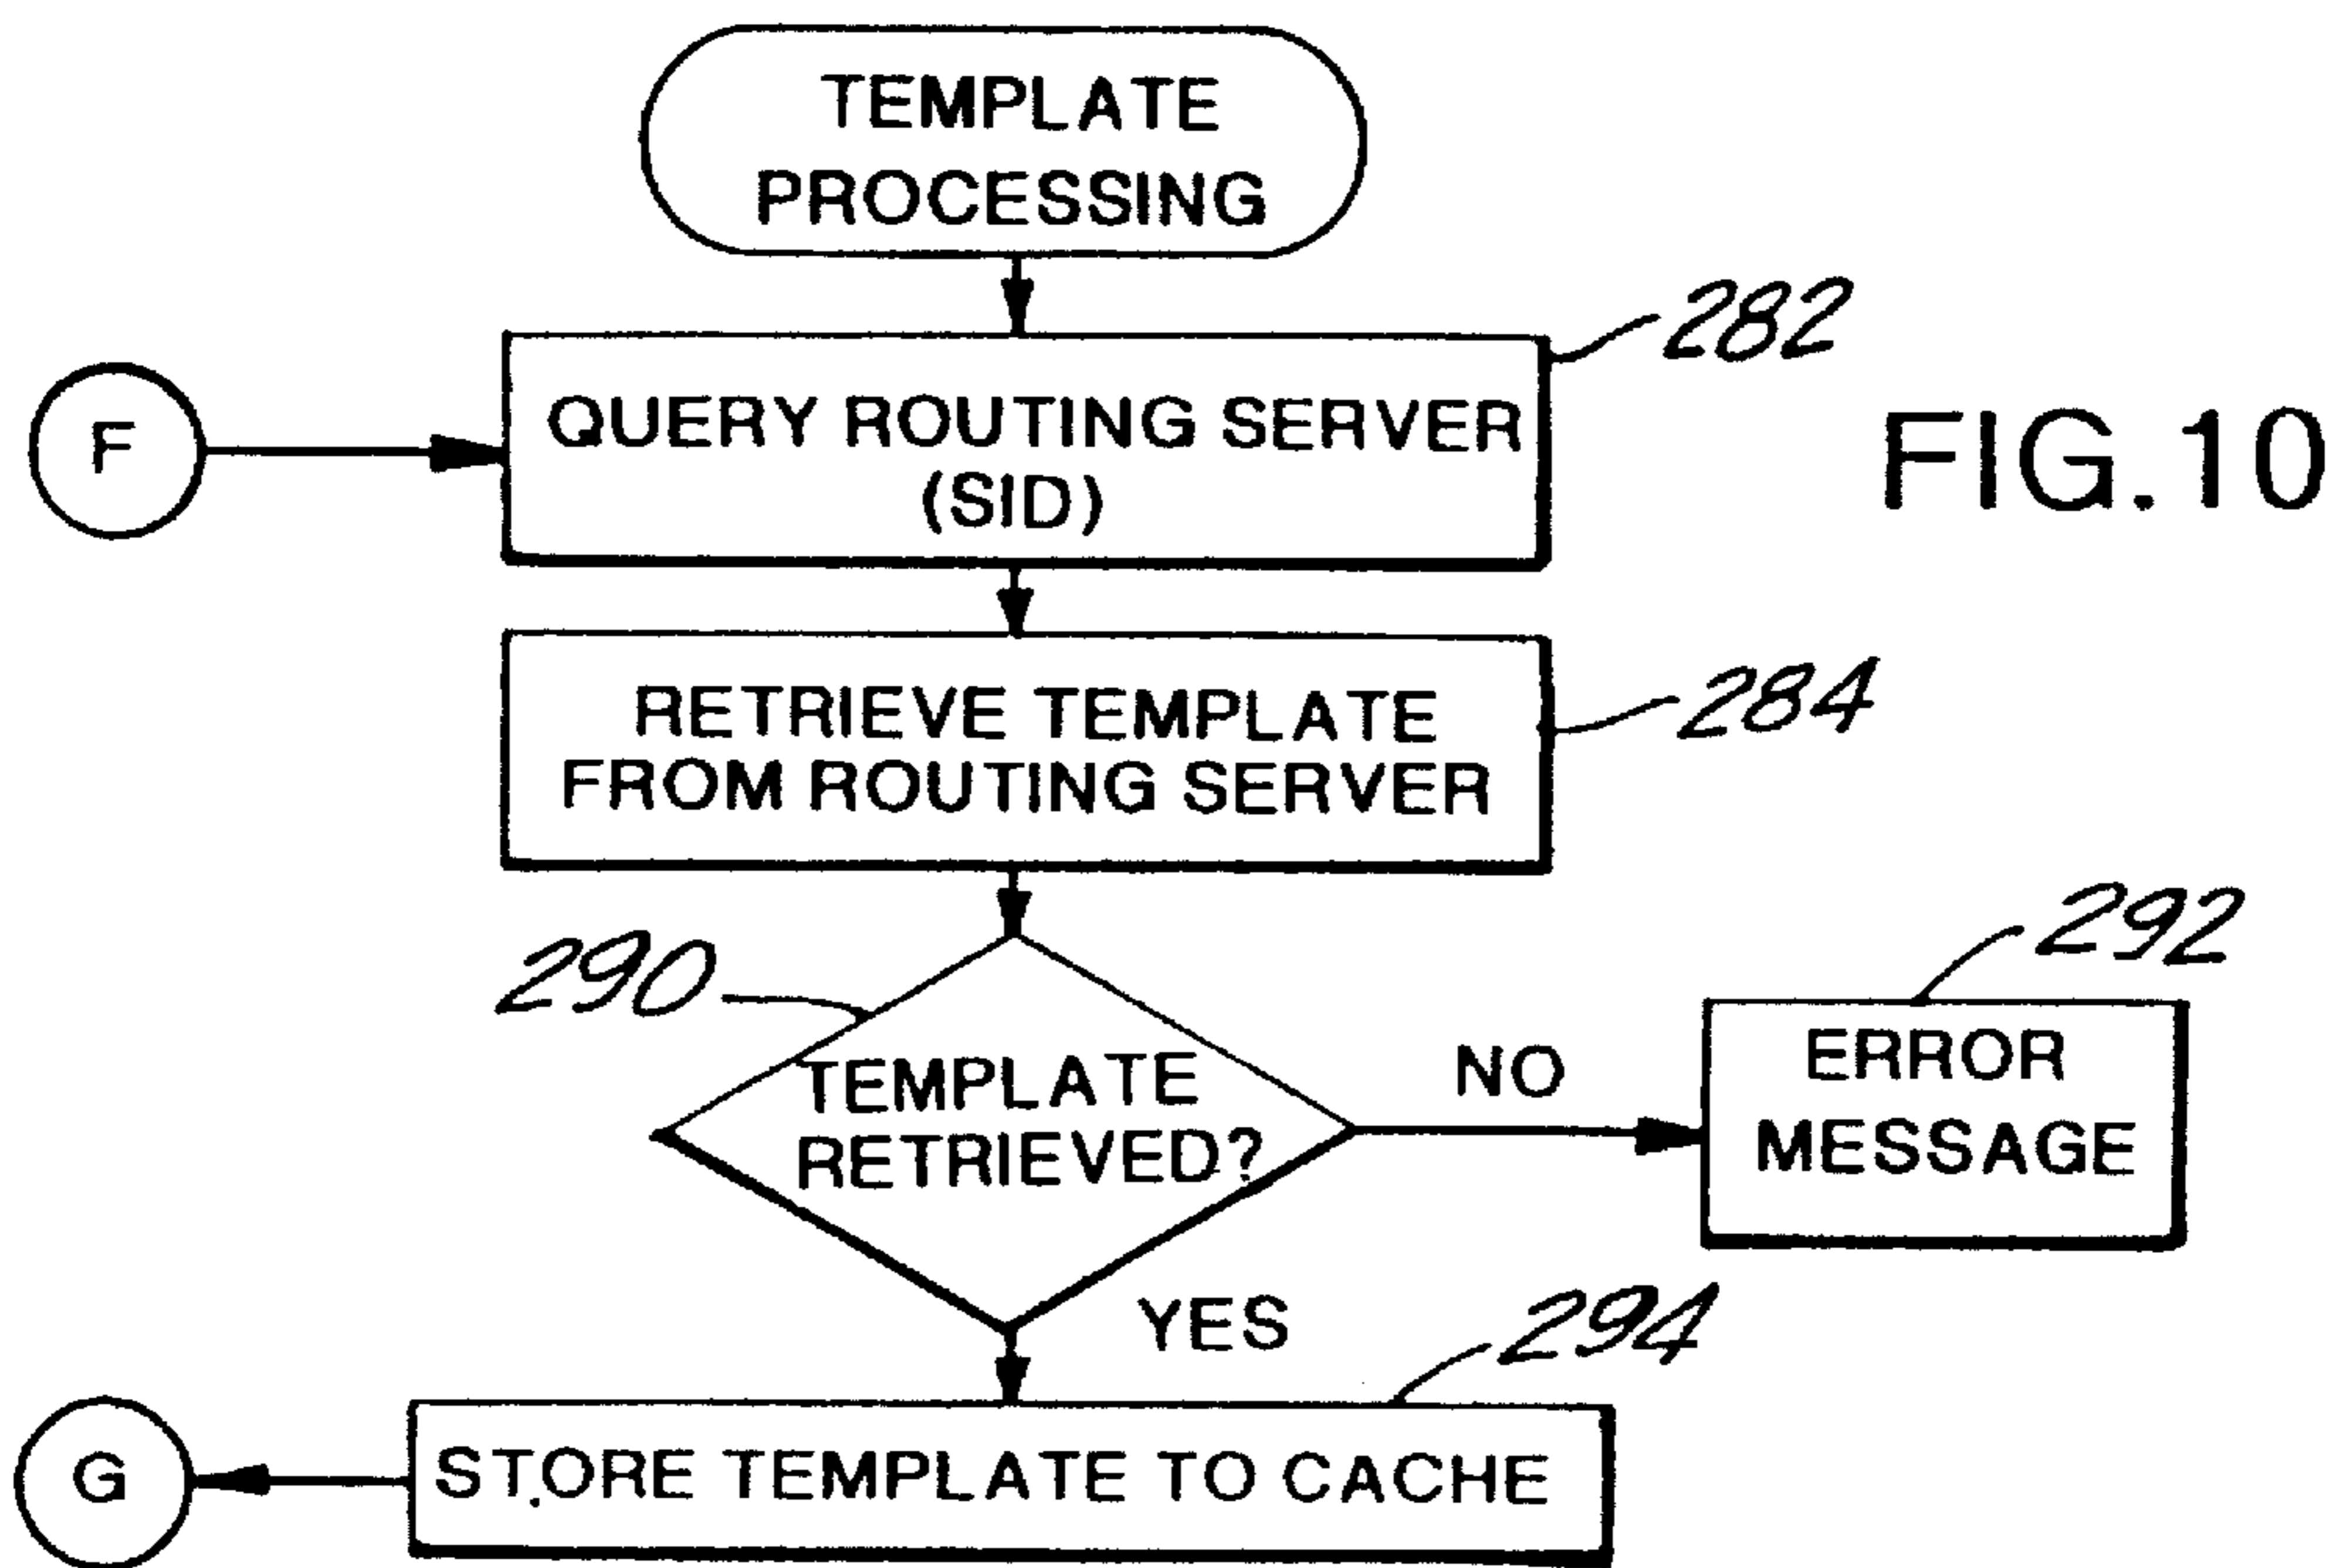 TEMPLATE
PROCESSING
282
F
QUERY ROUTING SERVER
(SID)
FIG.10
RETRIEVE TEMPLATE
FROM ROUTING SERVER
284
290
292
TEMPLATE
RETRIEVED?
NO
ERROR
MESSAGE
YES
294
G
STORE TEMPLATE TO CACHE